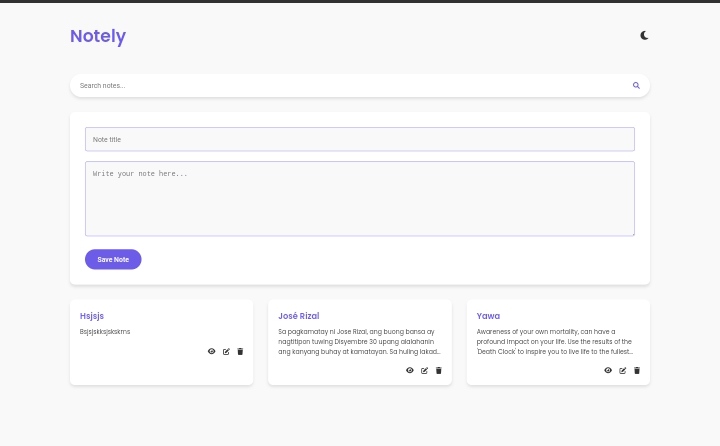 Notely
Search notes...
Note title
Write your note here...
Save Note
Hsjsjs
Bsjsjskksjskskms
José Rizal
Sa pagkamatay ni Jose Rizal, ang buong bansa ay
nagtitipon tuwing Disyembre 30 upang alalahanin
ang kanyang buhay at kamatayan. Sa huling lakad...
Yawa
Awareness of your own mortality, can have a
profound impact on your life. Use the results of the
'Death Clock' to inspire you to live life to the fullest...